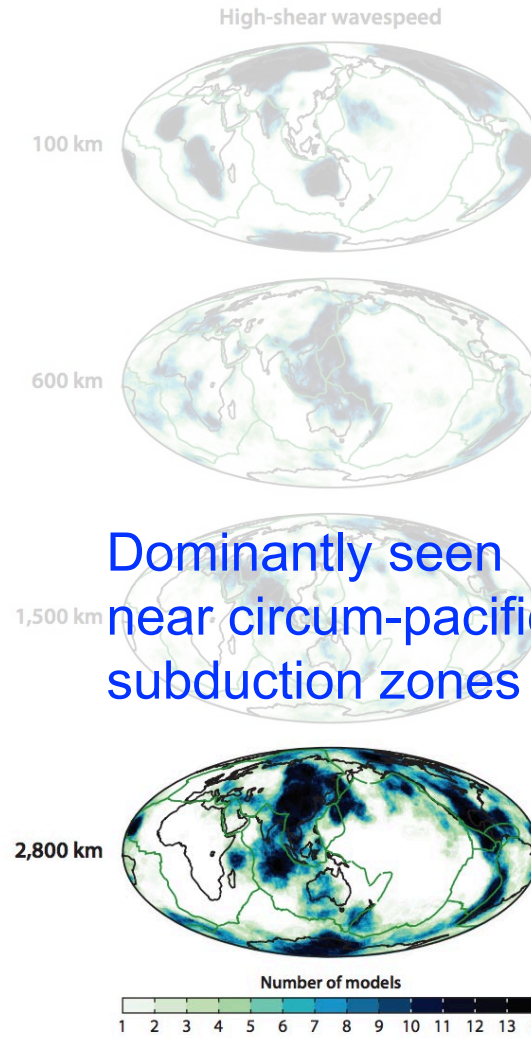 High-shear wavespeed
100 km
600 km
Dominantly seen
1,500 km
near circum-pacific
subduction zones
2,800 km
Number of models
1 2 3 4 5 6 7 8 9 10 11 12 13